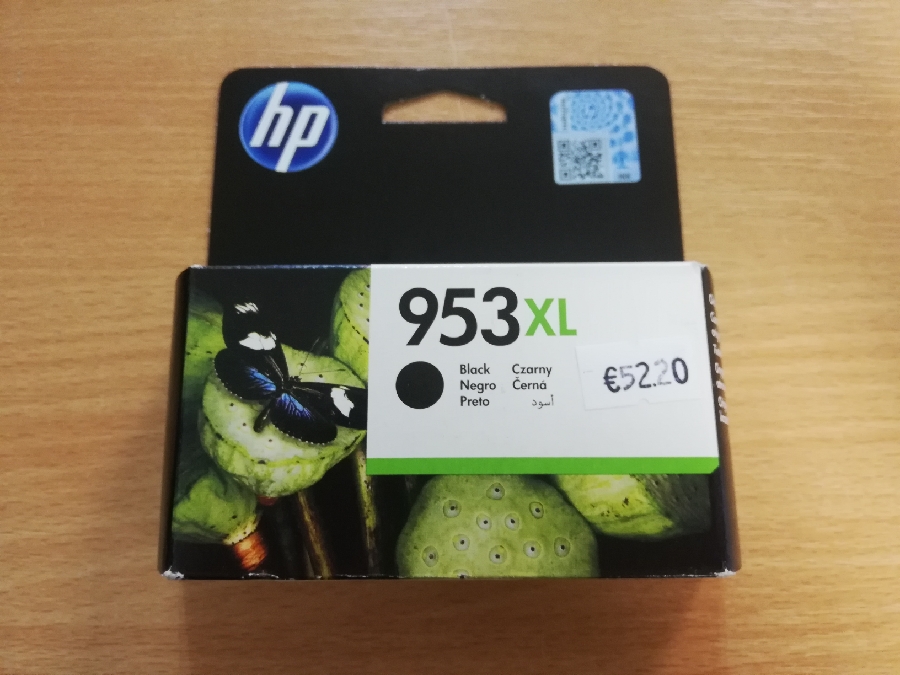 hp
953XL
Black Czarny
Negro Černá
Preto أسود
€52.20